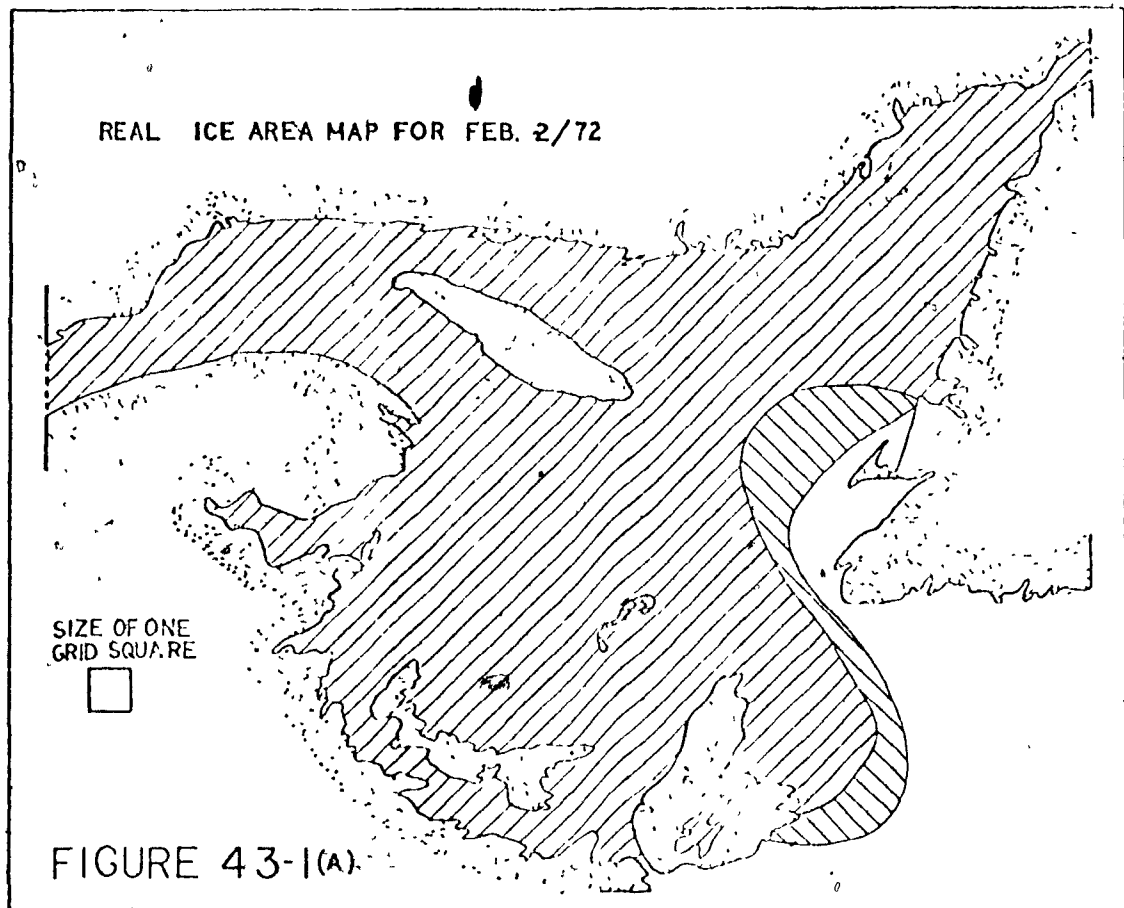 REAL ICE AREA MAP FOR FEB. 2/72
SIZE OF ONE
GRID SQUARE
FIGURE 43-1(A)